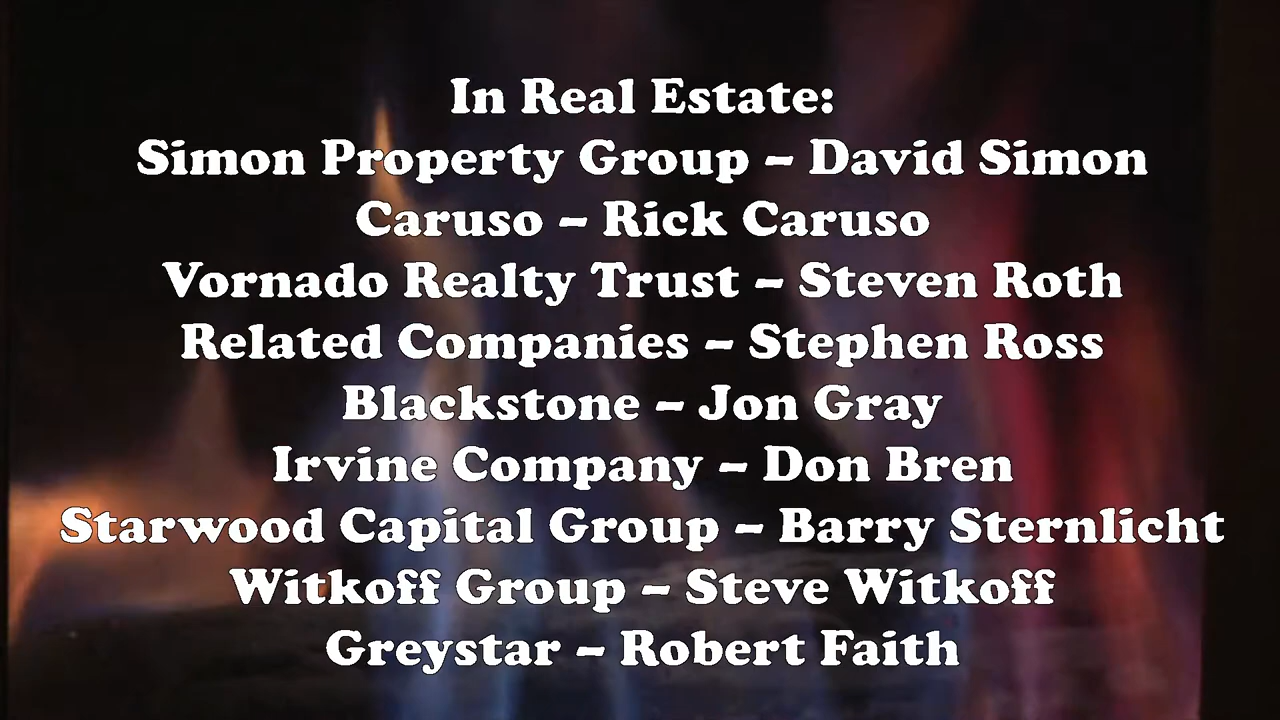 In Real Estate:
Simon Property Group – David Simon
Caruso – Rick Caruso
Vornado Realty Trust – Steven Roth
Related Companies – Stephen Ross
Blackstone – Jon Gray
Irvine Company – Don Bren
Starwood Capital Group – Barry Sternlicht
Witkoff Group – Steve Witkoff
Greystar – Robert Faith